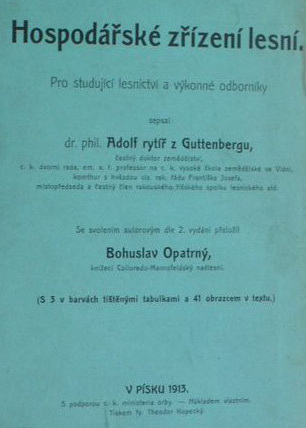 Hospodářské zřízení lesní.
Pro studující lesnictví a výkonné odborníky
sepsal
dr. phil. Adolf rytíř z Guttenbergu,
čestný doktor zemědělství,
c. k. dvorní rada, em. ř. professor na c. k. vysoké škole zemědělské ve Vídni,
komthur s hvězdou cís. rak. řádu Františka Josefa,
místopředseda a čestný člen rakouského říšského spolku lesnického atd.
Se svolením autorovým dle 2. vydání přeložil
Bohuslav Opatrný,
knížecí Colloredo-Mannsfeldský nadlesní.
(S 3 v barvách tištěnými tabulkami a 41 obrazcem v textu.)
V PÍSKU 1913.
S podporou c. k. ministeria orby. — Nákladem vlastním.
Tiskem Theodor Kopecký.